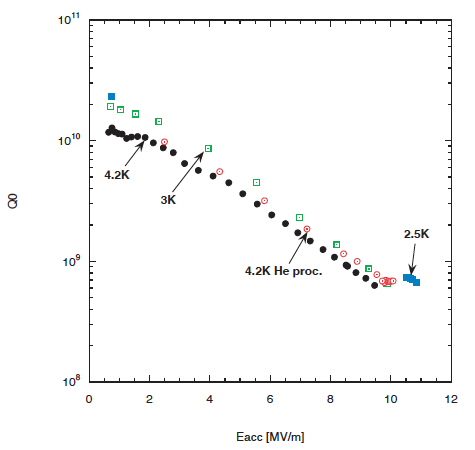 10^11
10^10
10^9
10^8
Q0
4.2K
3K
4.2K He proc.
2.5K
0 2 4 6 8 10 12
Eacc [MV/m]